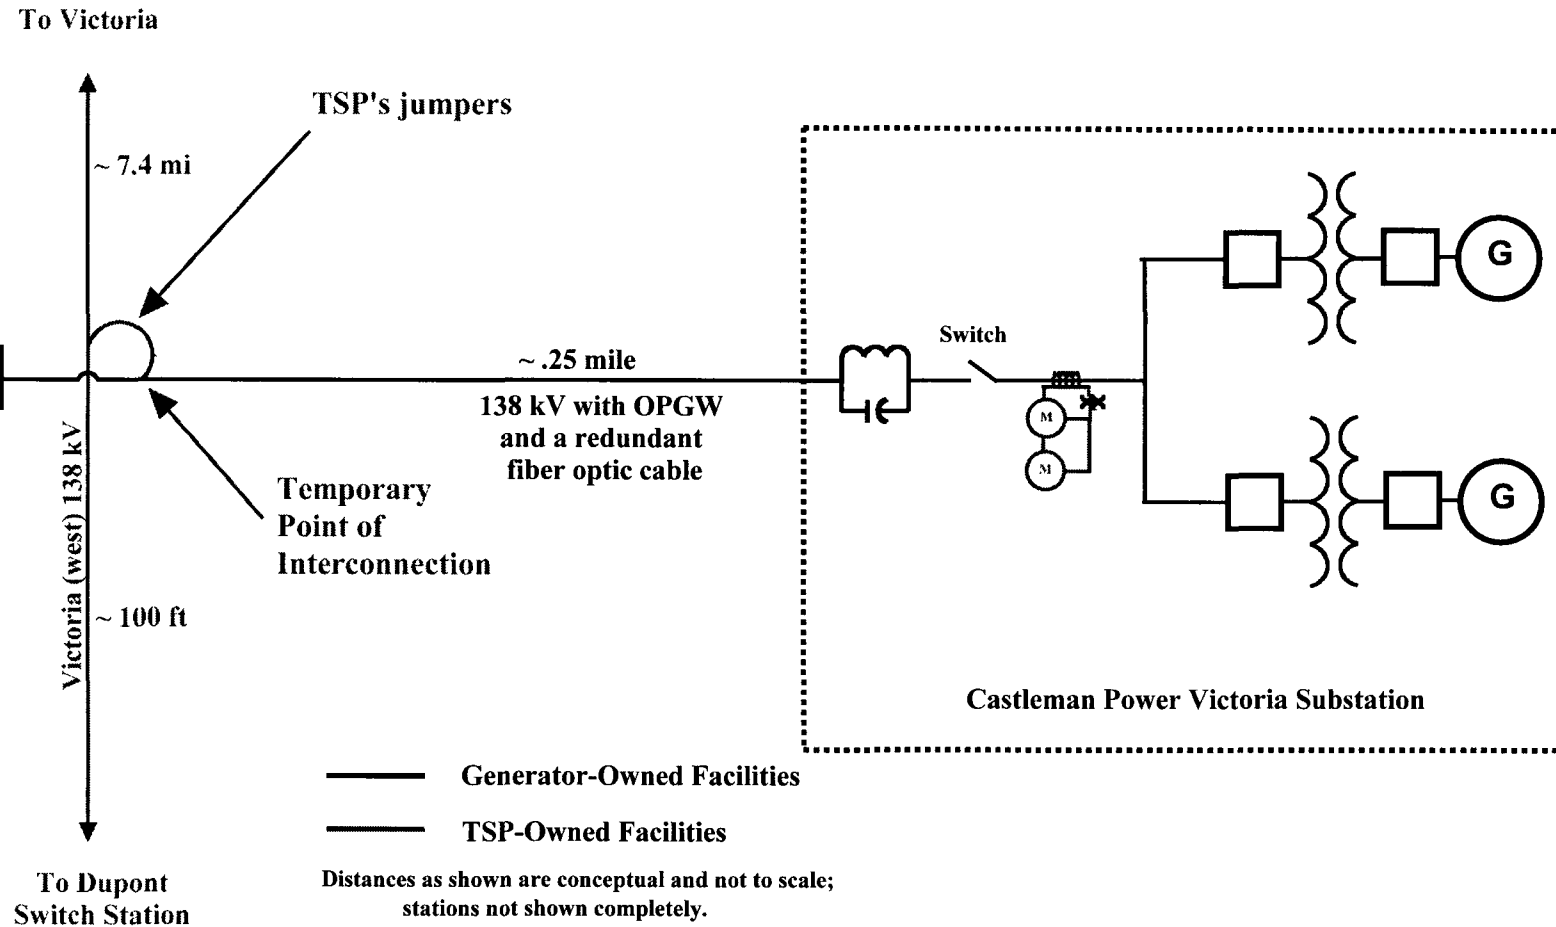 To Victoria
TSP's jumpers
~ 7.4 mi
Switch
~ .25 mile
138 kV with OPGW
and a redundant
fiber optic cable
G
M
M
G
Temporary
Point of
Interconnection
Victoria (west) 138 kV
~ 100 ft
Castleman Power Victoria Substation
Generator-Owned Facilities
TSP-Owned Facilities
To Dupont
Switch Station
Distances as shown are conceptual and not to scale;
stations not shown completely.